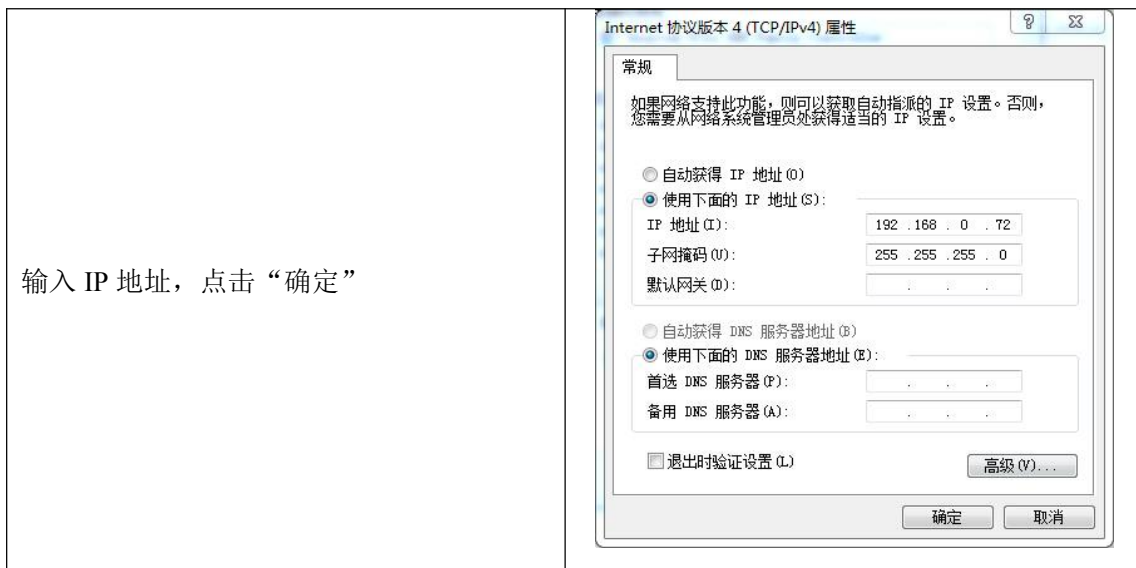 输入 IP 地址，点击“确定”
Internet 协议版本 4 (TCP/IPv4) 属性
常规
如果网络支持此功能，则可以获取自动指派的 IP 设置。否则，
您需要从网络系统管理员处获得适当的 IP 设置。
自动获得 IP 地址(O)
使用下面的 IP 地址(S):
IP 地址(I): 192 .168 . 0 . 72
子网掩码(U): 255 .255 .255 . 0
默认网关(D): . . .
自动获得 DNS 服务器地址(B)
使用下面的 DNS 服务器地址(E):
首选 DNS 服务器(P): . . .
备用 DNS 服务器(A): . . .
退出时验证设置(L)
高级(V)...
确定 取消